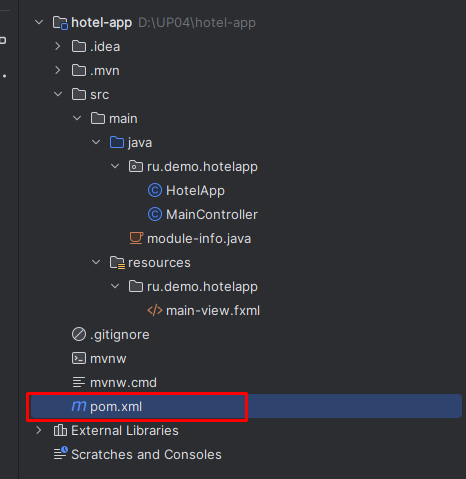 hotel-app D:\UP04\hotel-app
.idea
.mvn
src
main
java
ru.demo.hotelapp
HotelApp
MainController
module-info.java
resources
ru.demo.hotelapp
main-view.fxml
.gitignore
mvnw
mvnw.cmd
pom.xml
External Libraries
Scratches and Consoles